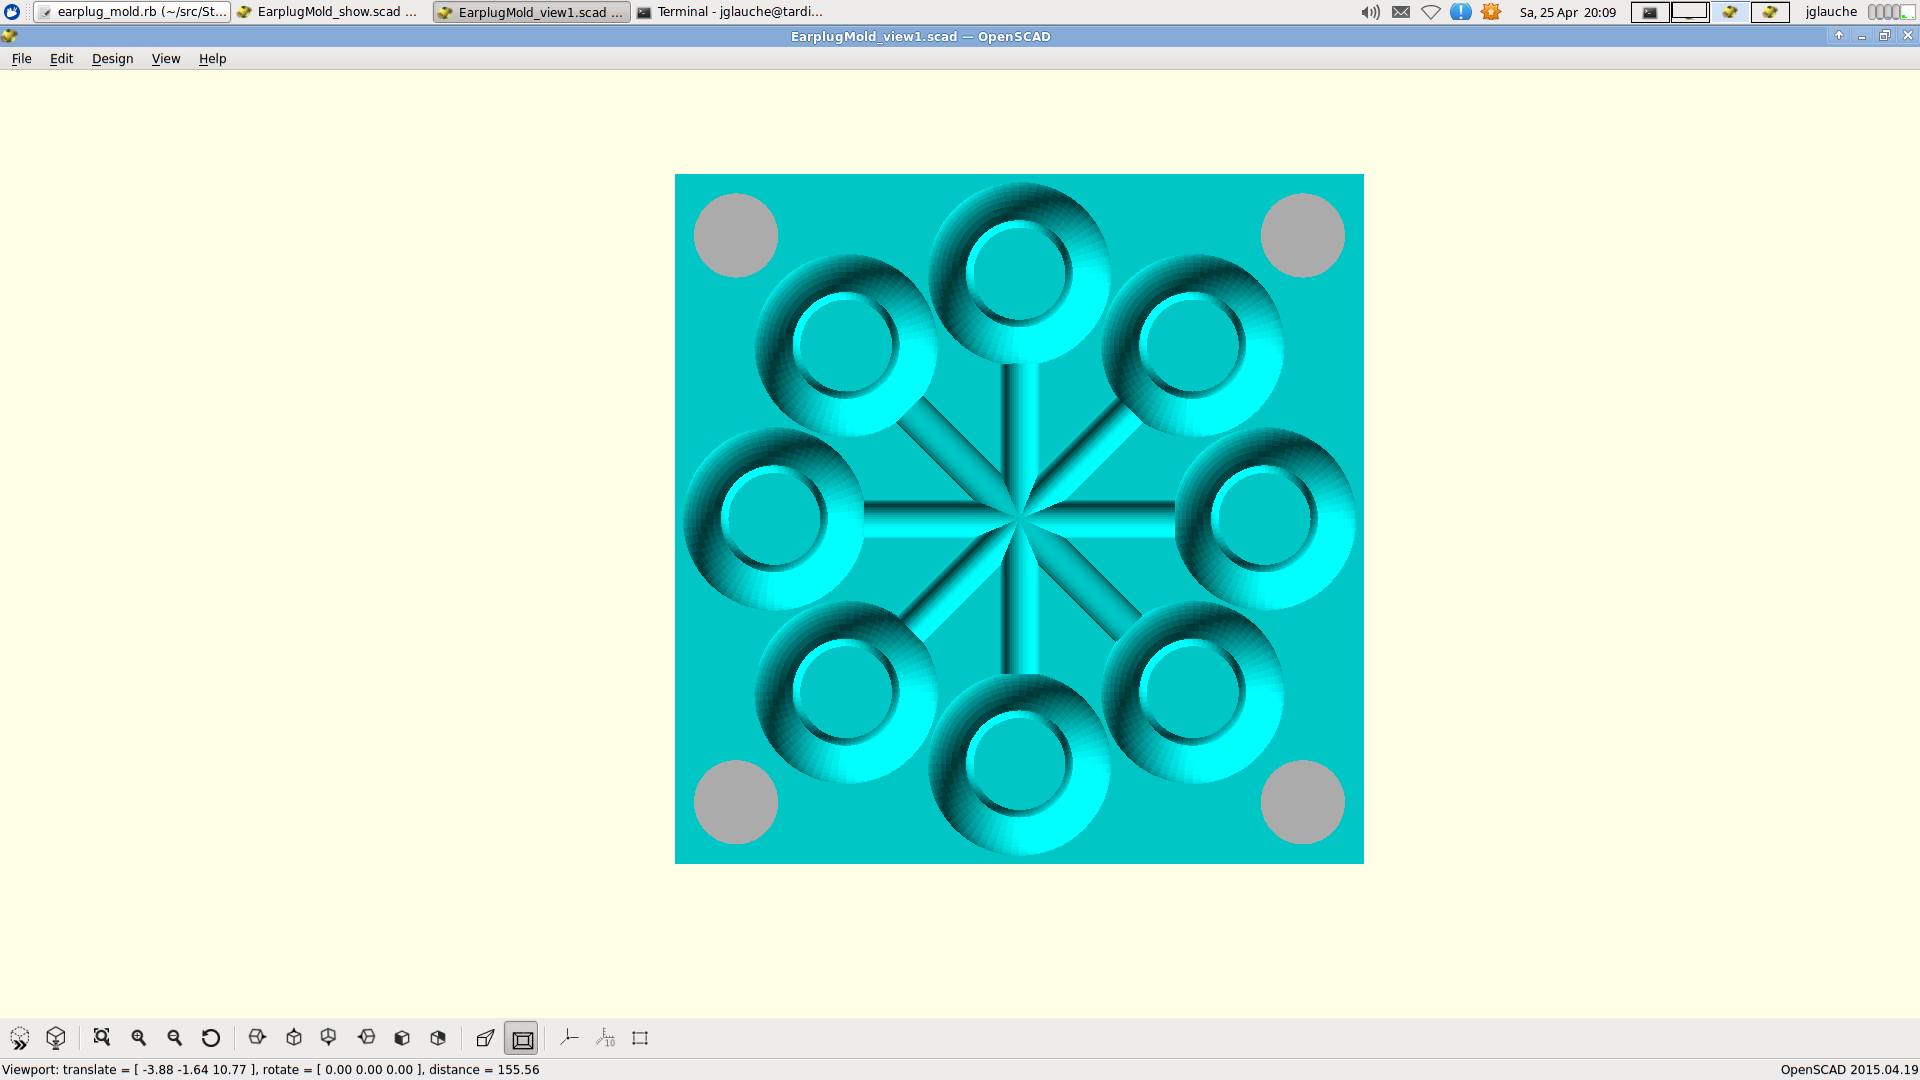 earplug_mold.rb (~/src/St... EarplugMold_show.scad ... EarplugMold_view1.scad ... Terminal - jglauche@tardi... Sa, 25 Apr 20:09 jglauche
EarplugMold_view1.scad — OpenSCAD
File Edit Design View Help
10
Viewport: translate = [ -3.88 -1.64 10.77 ], rotate = [ 0.00 0.00 0.00 ], distance = 155.56 OpenSCAD 2015.04.19